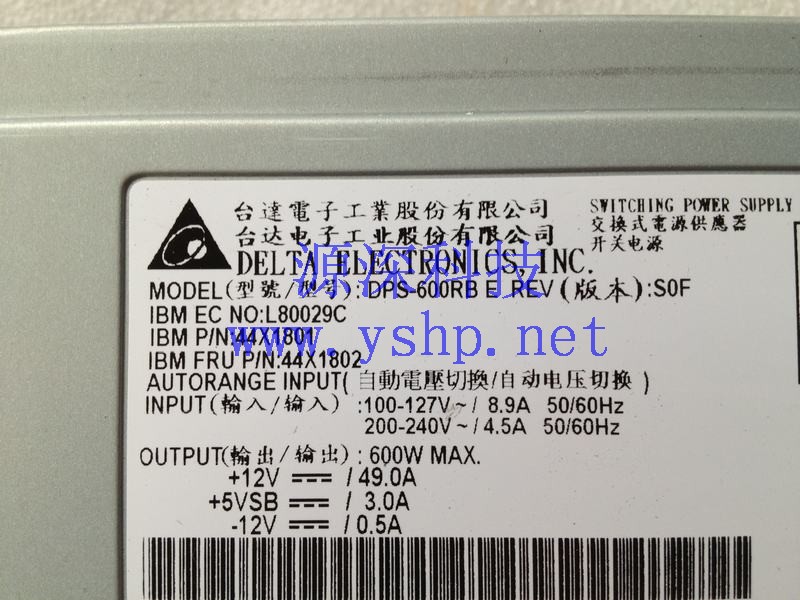 台達電子工業股份有限公司
台达电子工业股份有限公司
DELTA ELECTRONICS, INC.
SWITCHING POWER SUPPLY
交換式電源供應器
开关电源
MODEL(型號/型号):DPS-600RB E REV(版本):S0F
IBM EC NO:L80029C
IBM P/N:44X1801
IBM FRU P/N:44X1802
AUTORANGE INPUT(自動電壓切換/自动电压切换)
INPUT(輸入/输入):100-127V~/ 8.9A 50/60Hz
200-240V~/ 4.5A 50/60Hz
OUTPUT(輸出/输出):600W MAX.
+12V ⎓ / 49.0A
+5VSB ⎓ / 3.0A
-12V ⎓ / 0.5A
源深科技
www.yshp.net